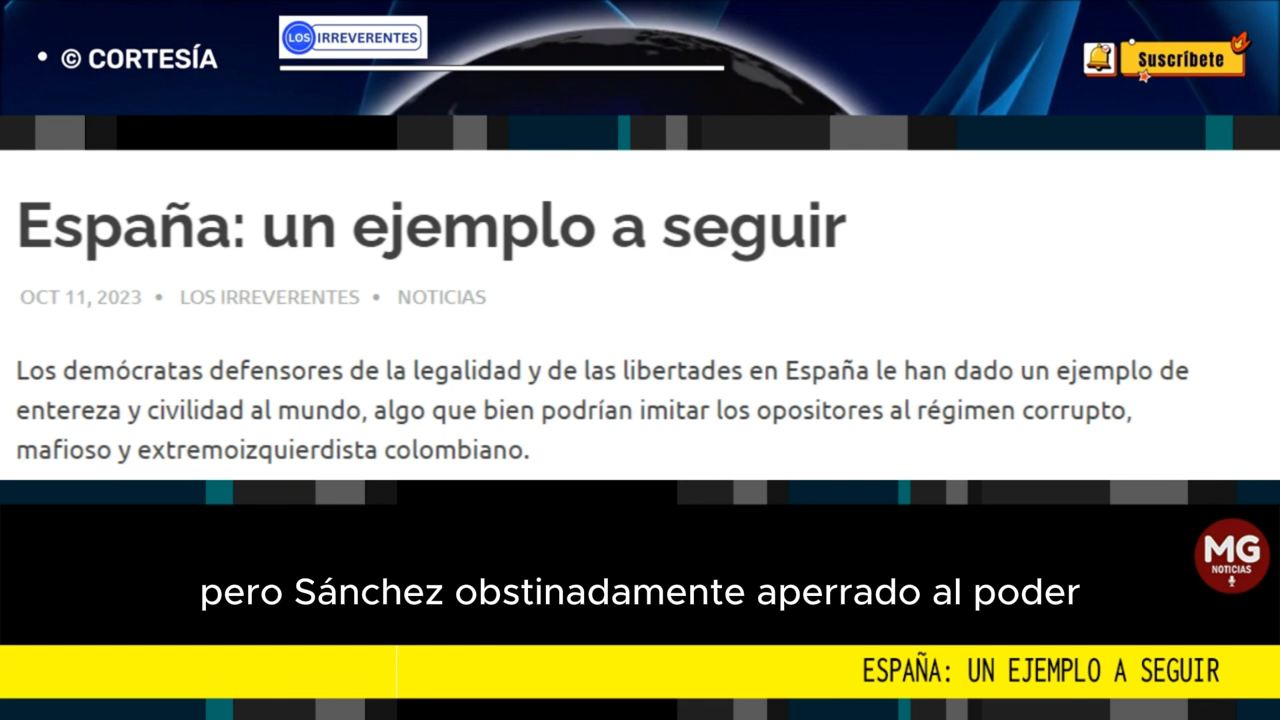 • © CORTESÍA
LOS IRREVERENTES
Suscríbete
España: un ejemplo a seguir
OCT 11, 2023 • LOS IRREVERENTES • NOTICIAS
Los demócratas defensores de la legalidad y de las libertades en España le han dado un ejemplo de
entereza y civilidad al mundo, algo que bien podrían imitar los opositores al régimen corrupto,
mafioso y extremoizquierdista colombiano.
MG
NOTICIAS
pero Sánchez obstinadamente aperrado al poder
ESPAÑA: UN EJEMPLO A SEGUIR